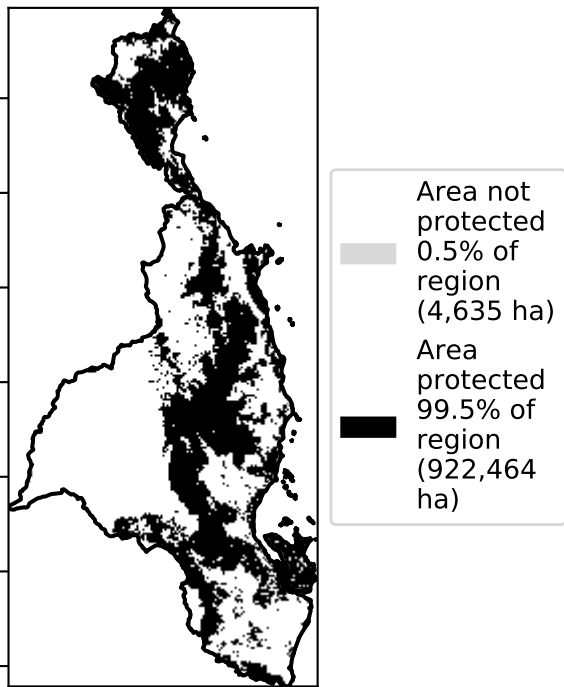 Area not
protected
0.5% of
region
(4,635 ha)
Area
protected
99.5% of
region
(922,464
ha)